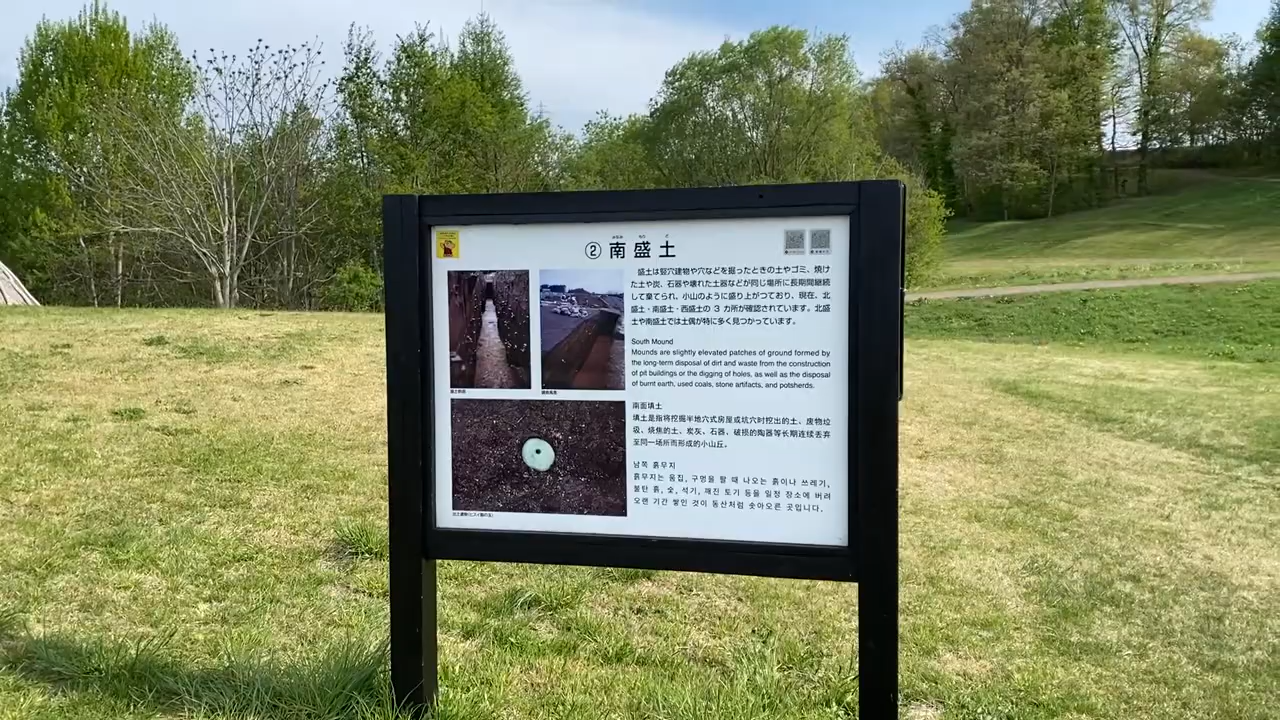 ② 南盛土
みなみ もり ど
盛土は竪穴建物や穴などを掘ったときの土やゴミ、焼け
た土や炭、石器や壊れた土器などが同じ場所に長期間継続
して棄てられ、小山のように盛り上がっており、現在、北
盛土・南盛土・西盛土の 3 カ所が確認されています。北盛
土や南盛土では土偶が特に多く見つかっています。
South Mound
Mounds are slightly elevated patches of ground formed by
the long-term disposal of dirt and waste from the construction
of pit buildings or the digging of holes, as well as the disposal
of burnt earth, used coals, stone artifacts, and potsherds.
南面填土
填土是指将挖掘半地穴式房屋或坑穴时挖出的土、废物垃
圾、烧焦的土、炭灰、石器、破损的陶器等长期连续丢弃
至同一场所而形成的小山丘。
남쪽 흙무지
흙무지는 움집, 구멍을 팔 때 나오는 흙이나 쓰레기,
불탄 흙, 숯, 석기, 깨진 토기 등을 일정 장소에 버려
오랜 기간 쌓인 것이 동산처럼 솟아오른 곳입니다.